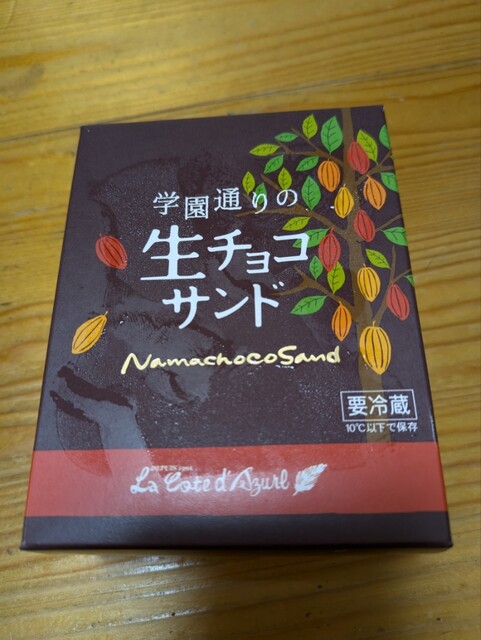 学園通りの
生チョコ
サンド
NamachocoSand
要冷蔵
10℃以下で保存
La Cote d'Azurl